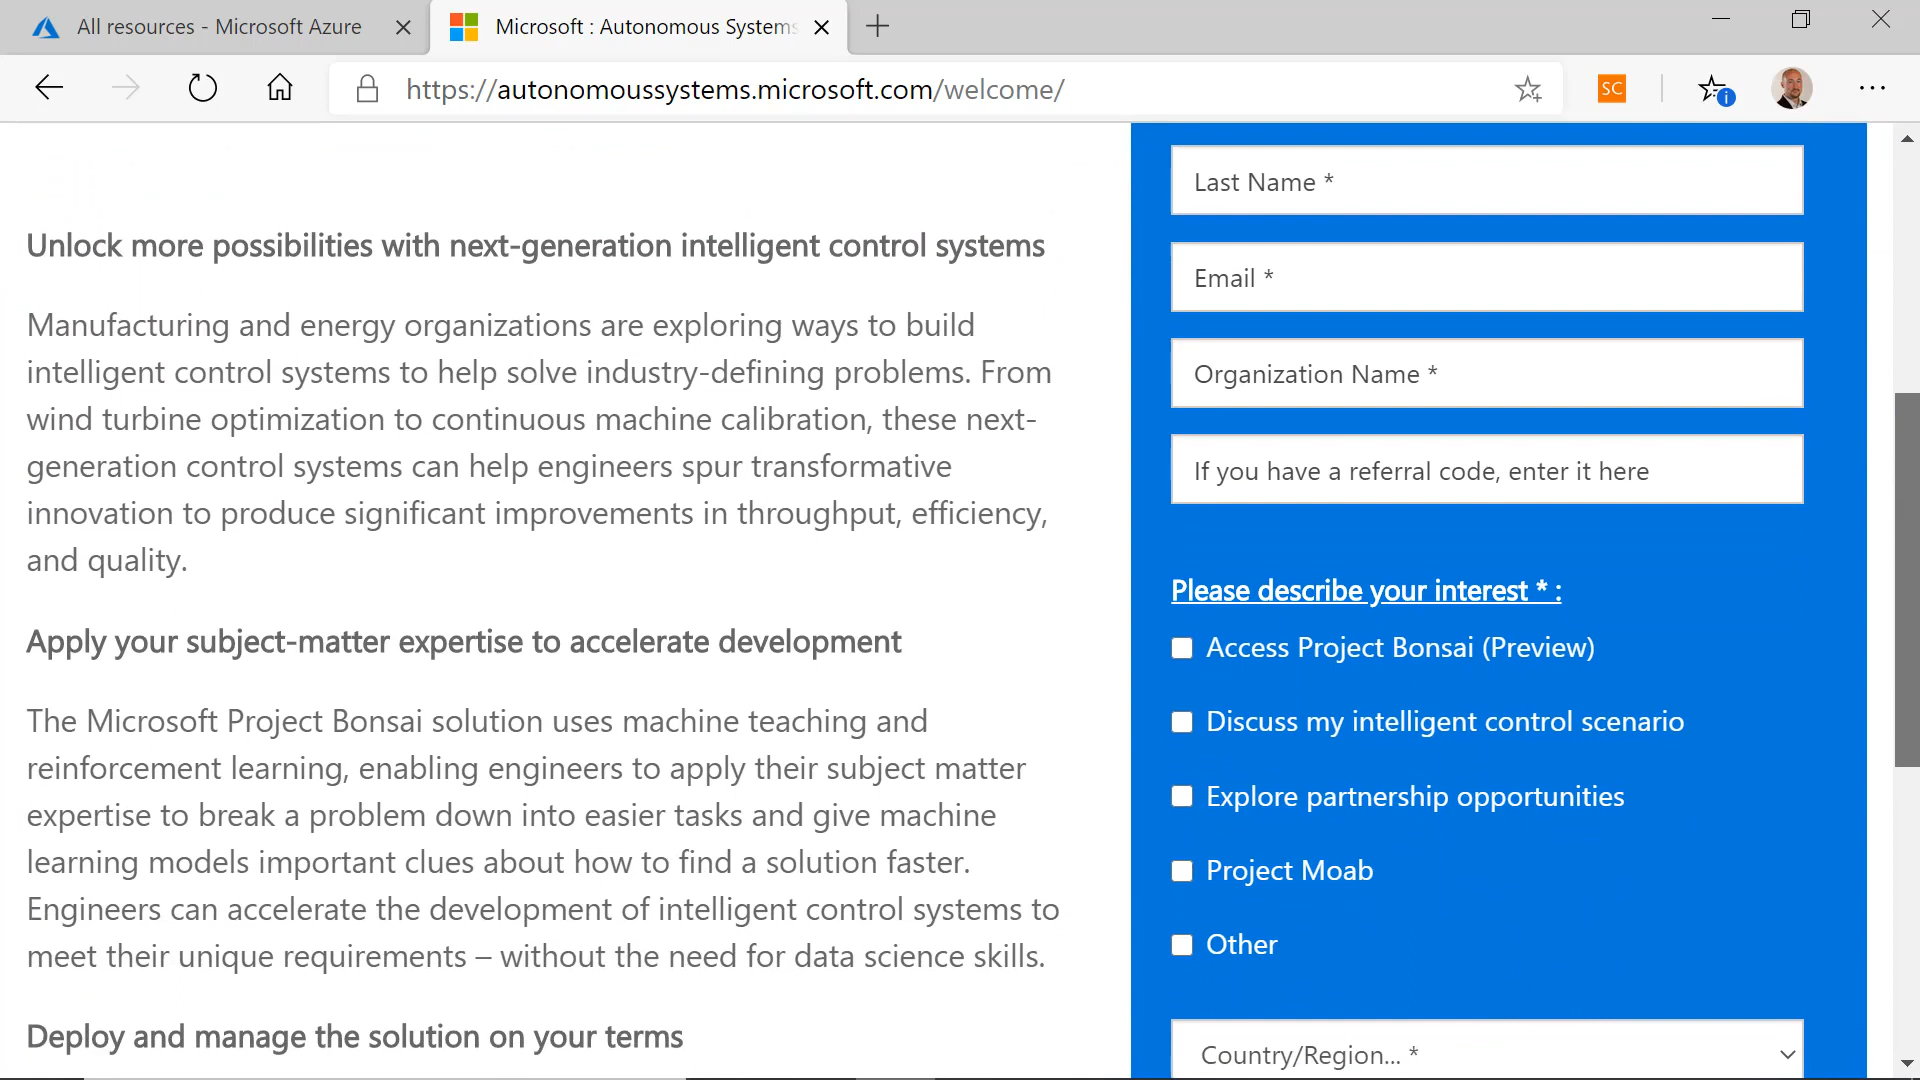 All resources - Microsoft Azure
Microsoft : Autonomous Systems
https://autonomoussystems.microsoft.com/welcome/
SC
Unlock more possibilities with next-generation intelligent control systems
Manufacturing and energy organizations are exploring ways to build
intelligent control systems to help solve industry-defining problems. From
wind turbine optimization to continuous machine calibration, these next-
generation control systems can help engineers spur transformative
innovation to produce significant improvements in throughput, efficiency,
and quality.
Apply your subject-matter expertise to accelerate development
The Microsoft Project Bonsai solution uses machine teaching and
reinforcement learning, enabling engineers to apply their subject matter
expertise to break a problem down into easier tasks and give machine
learning models important clues about how to find a solution faster.
Engineers can accelerate the development of intelligent control systems to
meet their unique requirements – without the need for data science skills.
Deploy and manage the solution on your terms
Last Name *
Email *
Organization Name *
If you have a referral code, enter it here
Please describe your interest * :
Access Project Bonsai (Preview)
Discuss my intelligent control scenario
Explore partnership opportunities
Project Moab
Other
Country/Region... *